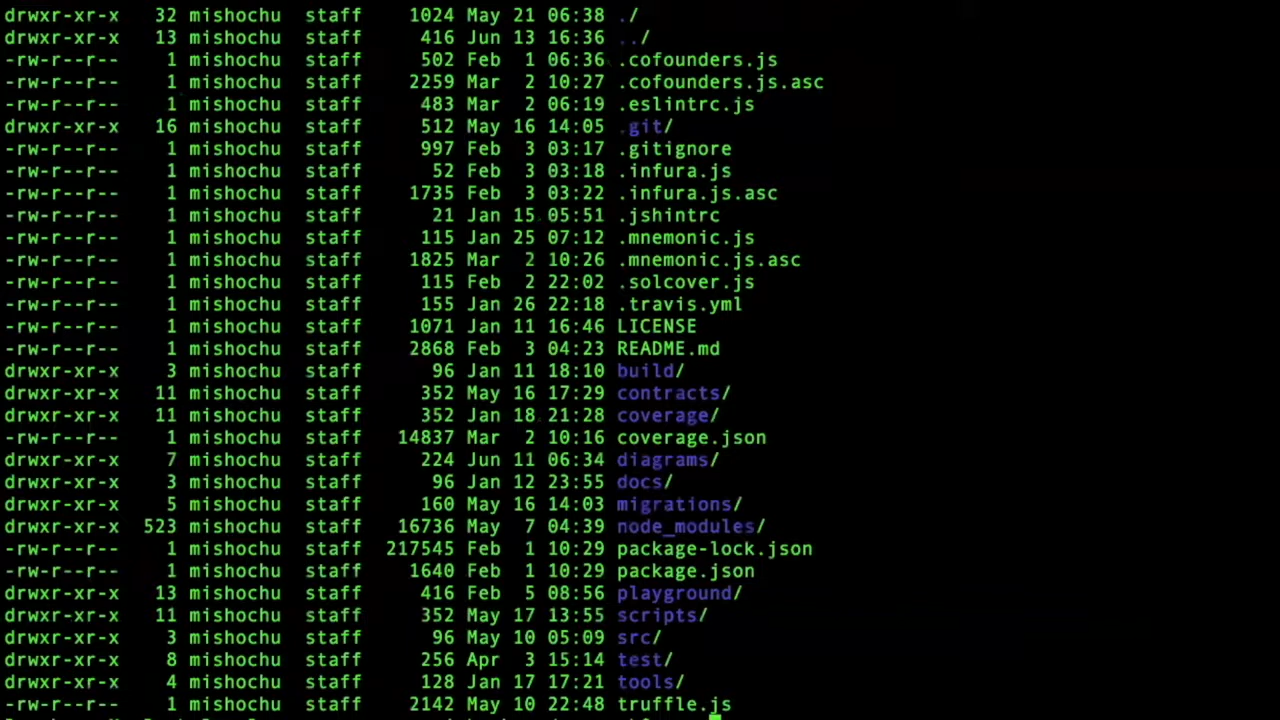 drwxr-xr-x 32 mishochu staff 1024 May 21 06:38 ./
drwxr-xr-x 13 mishochu staff 416 Jun 13 16:36 ../
-rw-r--r-- 1 mishochu staff 502 Feb 1 06:36 .cofounders.js
-rw-r--r-- 1 mishochu staff 2259 Mar 2 10:27 .cofounders.js.asc
-rw-r--r-- 1 mishochu staff 483 Mar 2 06:19 .eslintrc.js
drwxr-xr-x 16 mishochu staff 512 May 16 14:05 .git/
-rw-r--r-- 1 mishochu staff 997 Feb 3 03:17 .gitignore
-rw-r--r-- 1 mishochu staff 52 Feb 3 03:18 .infura.js
-rw-r--r-- 1 mishochu staff 1735 Feb 3 03:22 .infura.js.asc
-rw-r--r-- 1 mishochu staff 21 Jan 15 05:51 .jshintrc
-rw-r--r-- 1 mishochu staff 115 Jan 25 07:12 .mnemonic.js
-rw-r--r-- 1 mishochu staff 1825 Mar 2 10:26 .mnemonic.js.asc
-rw-r--r-- 1 mishochu staff 115 Feb 2 22:02 .solcover.js
-rw-r--r-- 1 mishochu staff 155 Jan 26 22:18 .travis.yml
-rw-r--r-- 1 mishochu staff 1071 Jan 11 16:46 LICENSE
-rw-r--r-- 1 mishochu staff 2868 Feb 3 04:23 README.md
drwxr-xr-x 3 mishochu staff 96 Jan 11 18:10 build/
drwxr-xr-x 11 mishochu staff 352 May 16 17:29 contracts/
drwxr-xr-x 11 mishochu staff 352 Jan 18 21:28 coverage/
-rw-r--r-- 1 mishochu staff 14837 Mar 2 10:16 coverage.json
drwxr-xr-x 7 mishochu staff 224 Jun 11 06:34 diagrams/
drwxr-xr-x 3 mishochu staff 96 Jan 12 23:55 docs/
drwxr-xr-x 5 mishochu staff 160 May 16 14:03 migrations/
drwxr-xr-x 523 mishochu staff 16736 May 7 04:39 node_modules/
-rw-r--r-- 1 mishochu staff 217545 Feb 1 10:29 package-lock.json
-rw-r--r-- 1 mishochu staff 1640 Feb 1 10:29 package.json
drwxr-xr-x 13 mishochu staff 416 Feb 5 08:56 playground/
drwxr-xr-x 11 mishochu staff 352 May 17 13:55 scripts/
drwxr-xr-x 3 mishochu staff 96 May 10 05:09 src/
drwxr-xr-x 8 mishochu staff 256 Apr 3 15:14 test/
drwxr-xr-x 4 mishochu staff 128 Jan 17 17:21 tools/
-rw-r--r-- 1 mishochu staff 2142 May 10 22:48 truffle.js